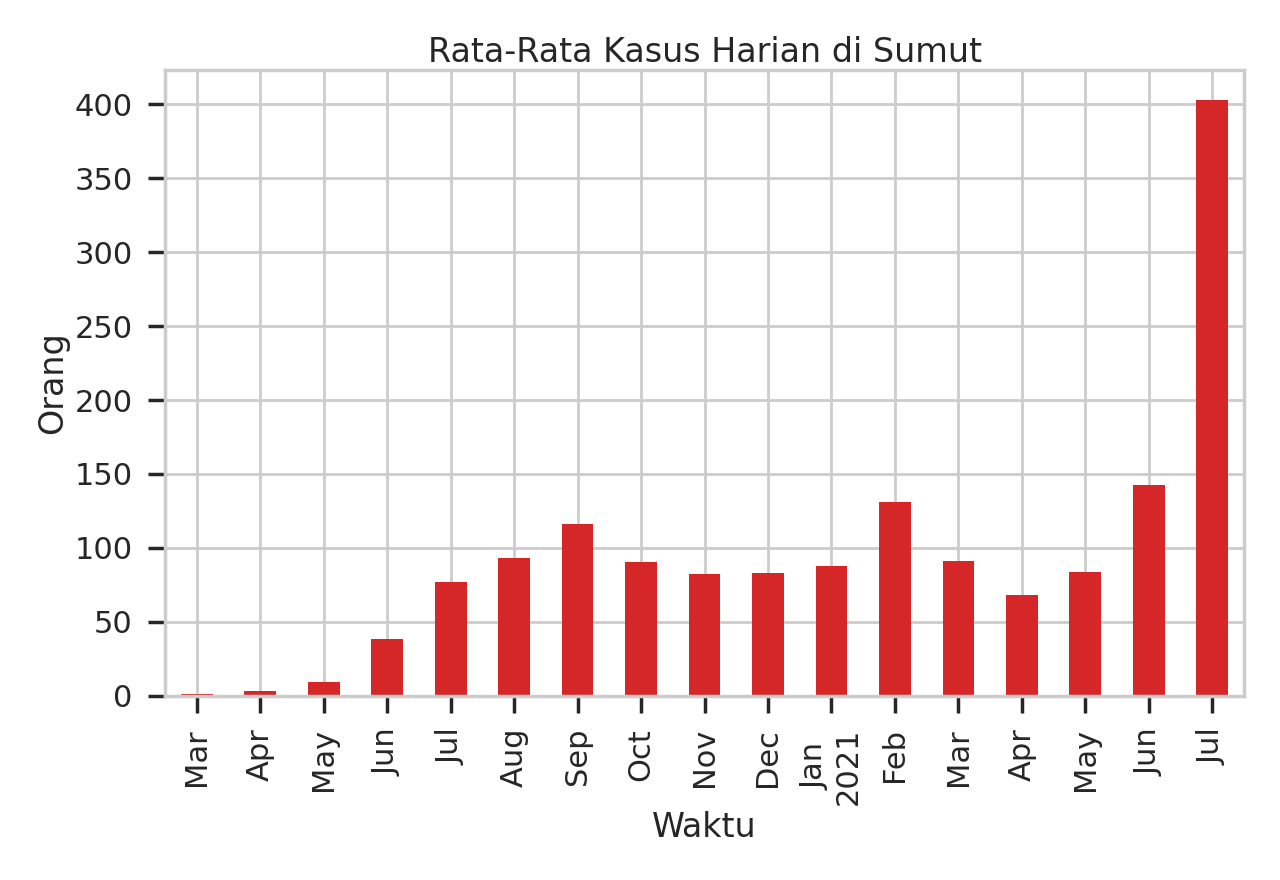 Rata-Rata Kasus Harian di Sumut
Orang
400
350
300
250
200
150
100
50
0
Mar
Apr
May
Jun
Jul
Aug
Sep
Oct
Nov
Dec
Jan
2021
Feb
Mar
Apr
May
Jun
Jul
Waktu